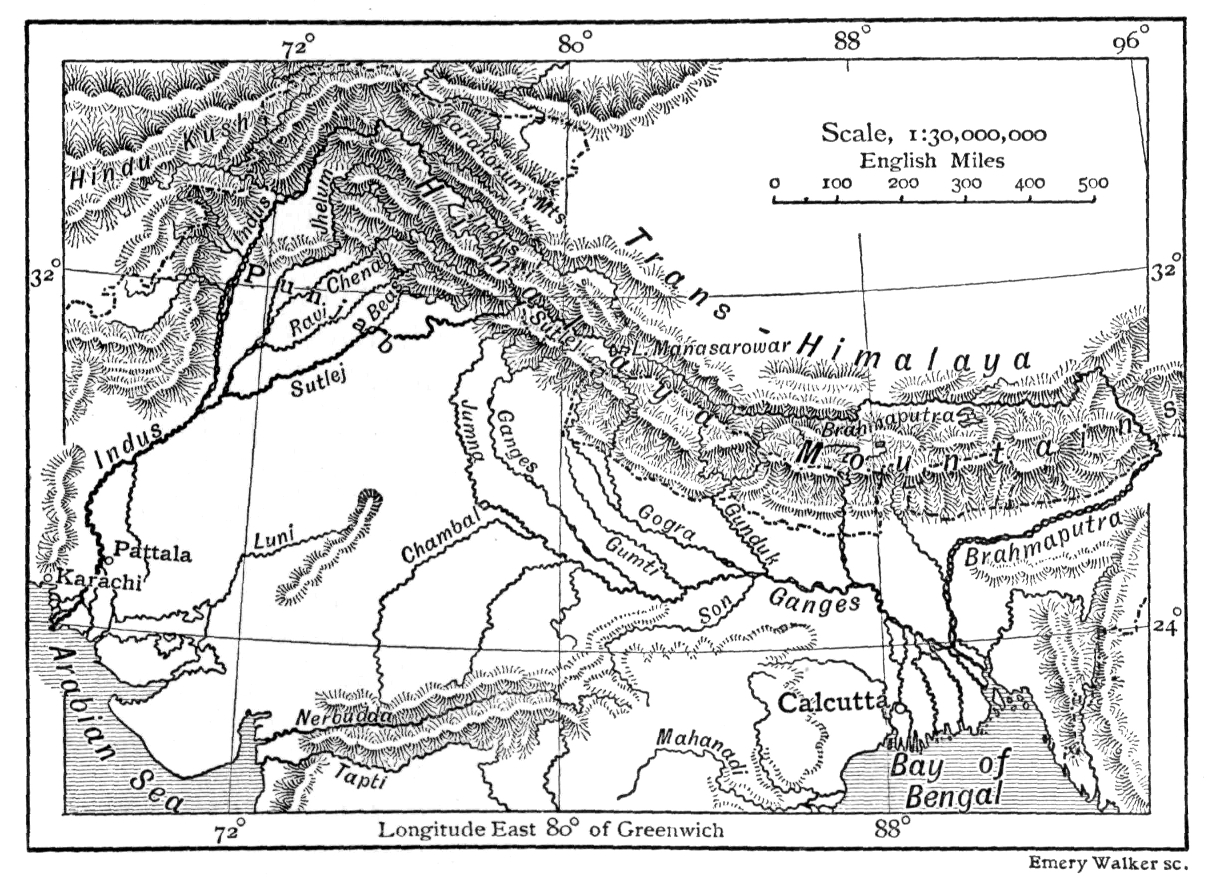 72°
80°
88°
96°
Scale, 1:30,000,000
English Miles
0 100 200 300 400 500
Hindu Kush
Karakorum Mts
Jhelum
Indus
Indus
Himalaya
Trans-Himalaya
32°
32°
Punjab
Chenab
Ravi
Beas
Sutlej
Sutlej
L. Manasarowar
Brahmaputra
Mountains
Jumna
Ganges
Indus
Luni
Chambal
Gogra
Gumti
Gunduk
Brahmaputra
Pattala
Karachi
Son
Ganges
24°
Arabian Sea
Nerbudda
Tapti
Mahanadi
Calcutta
Bay of
Bengal
72°
Longitude East 80° of Greenwich
88°
Emery Walker sc.